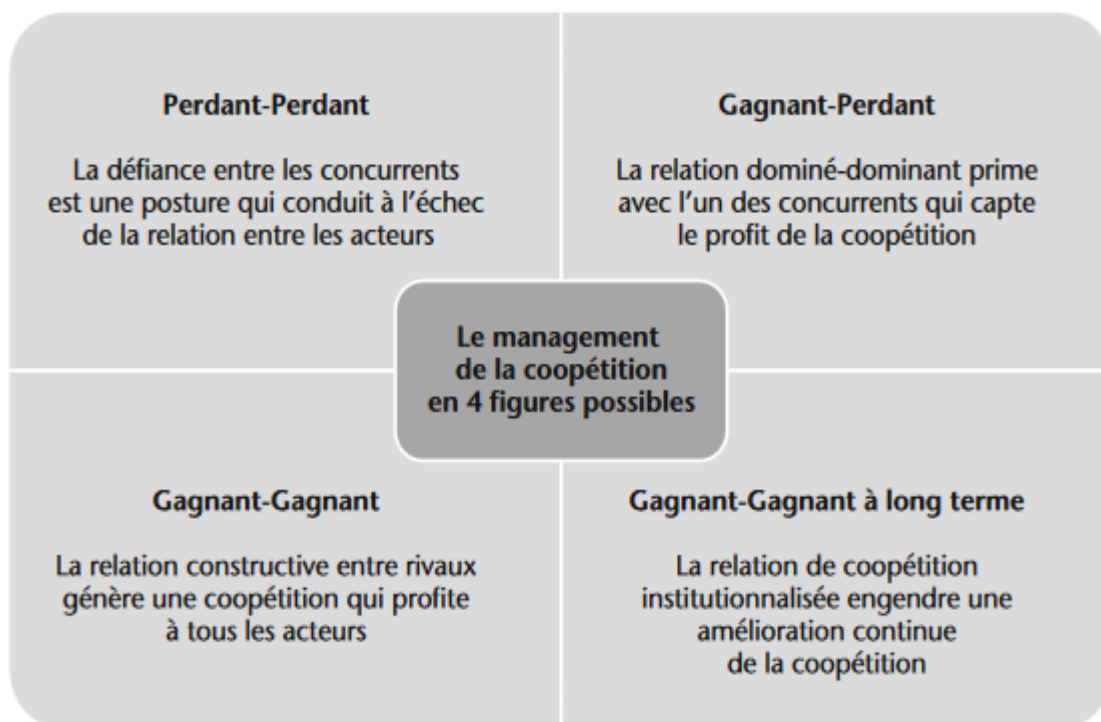 Perdant-Perdant
La défiance entre les concurrents
est une posture qui conduit à l'échec
de la relation entre les acteurs
Gagnant-Perdant
La relation dominé-dominant prime
avec l'un des concurrents qui capte
le profit de la coopétition
Le management
de la coopétition
en 4 figures possibles
Gagnant-Gagnant
La relation constructive entre rivaux
génère une coopétition qui profite
à tous les acteurs
Gagnant-Gagnant à long terme
La relation de coopétition
institutionnalisée engendre une
amélioration continue
de la coopétition